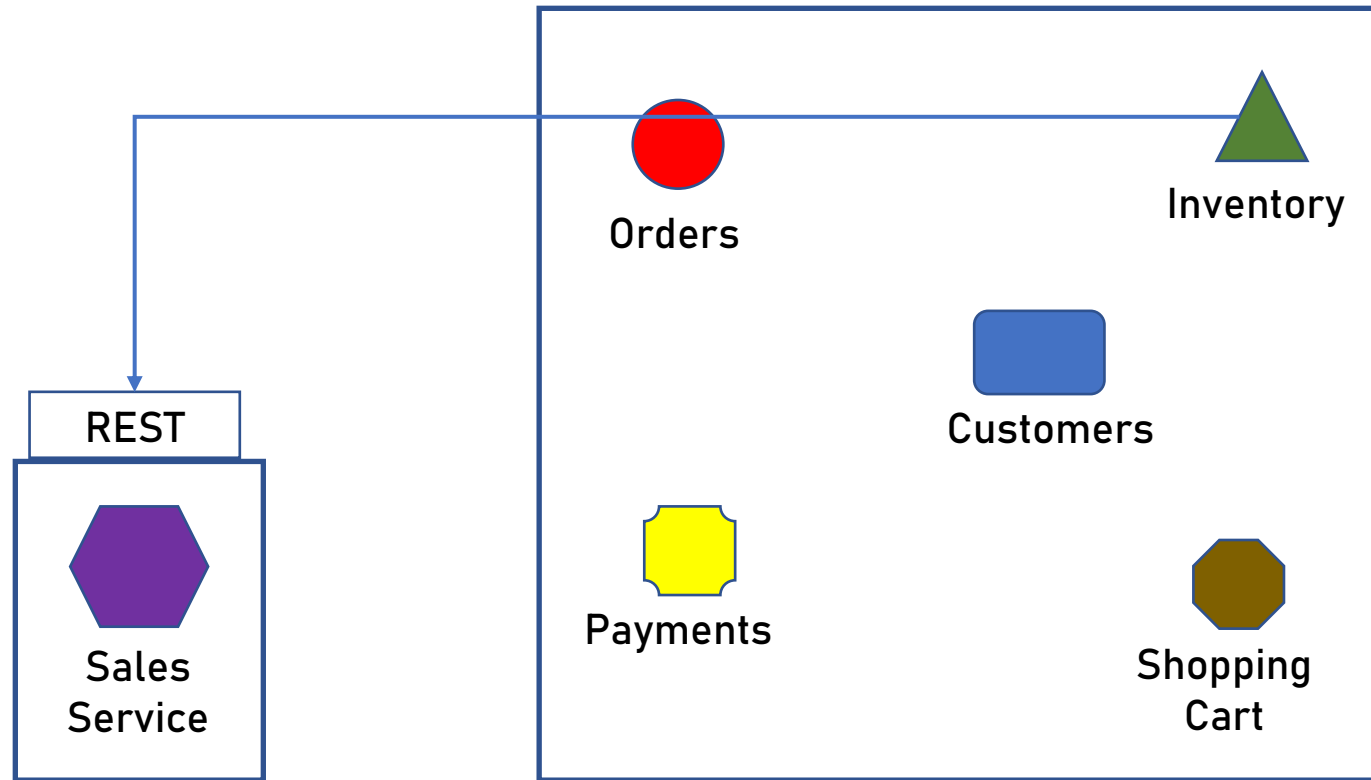 Orders
Inventory
REST
Customers
Payments
Sales
Service
Shopping
Cart